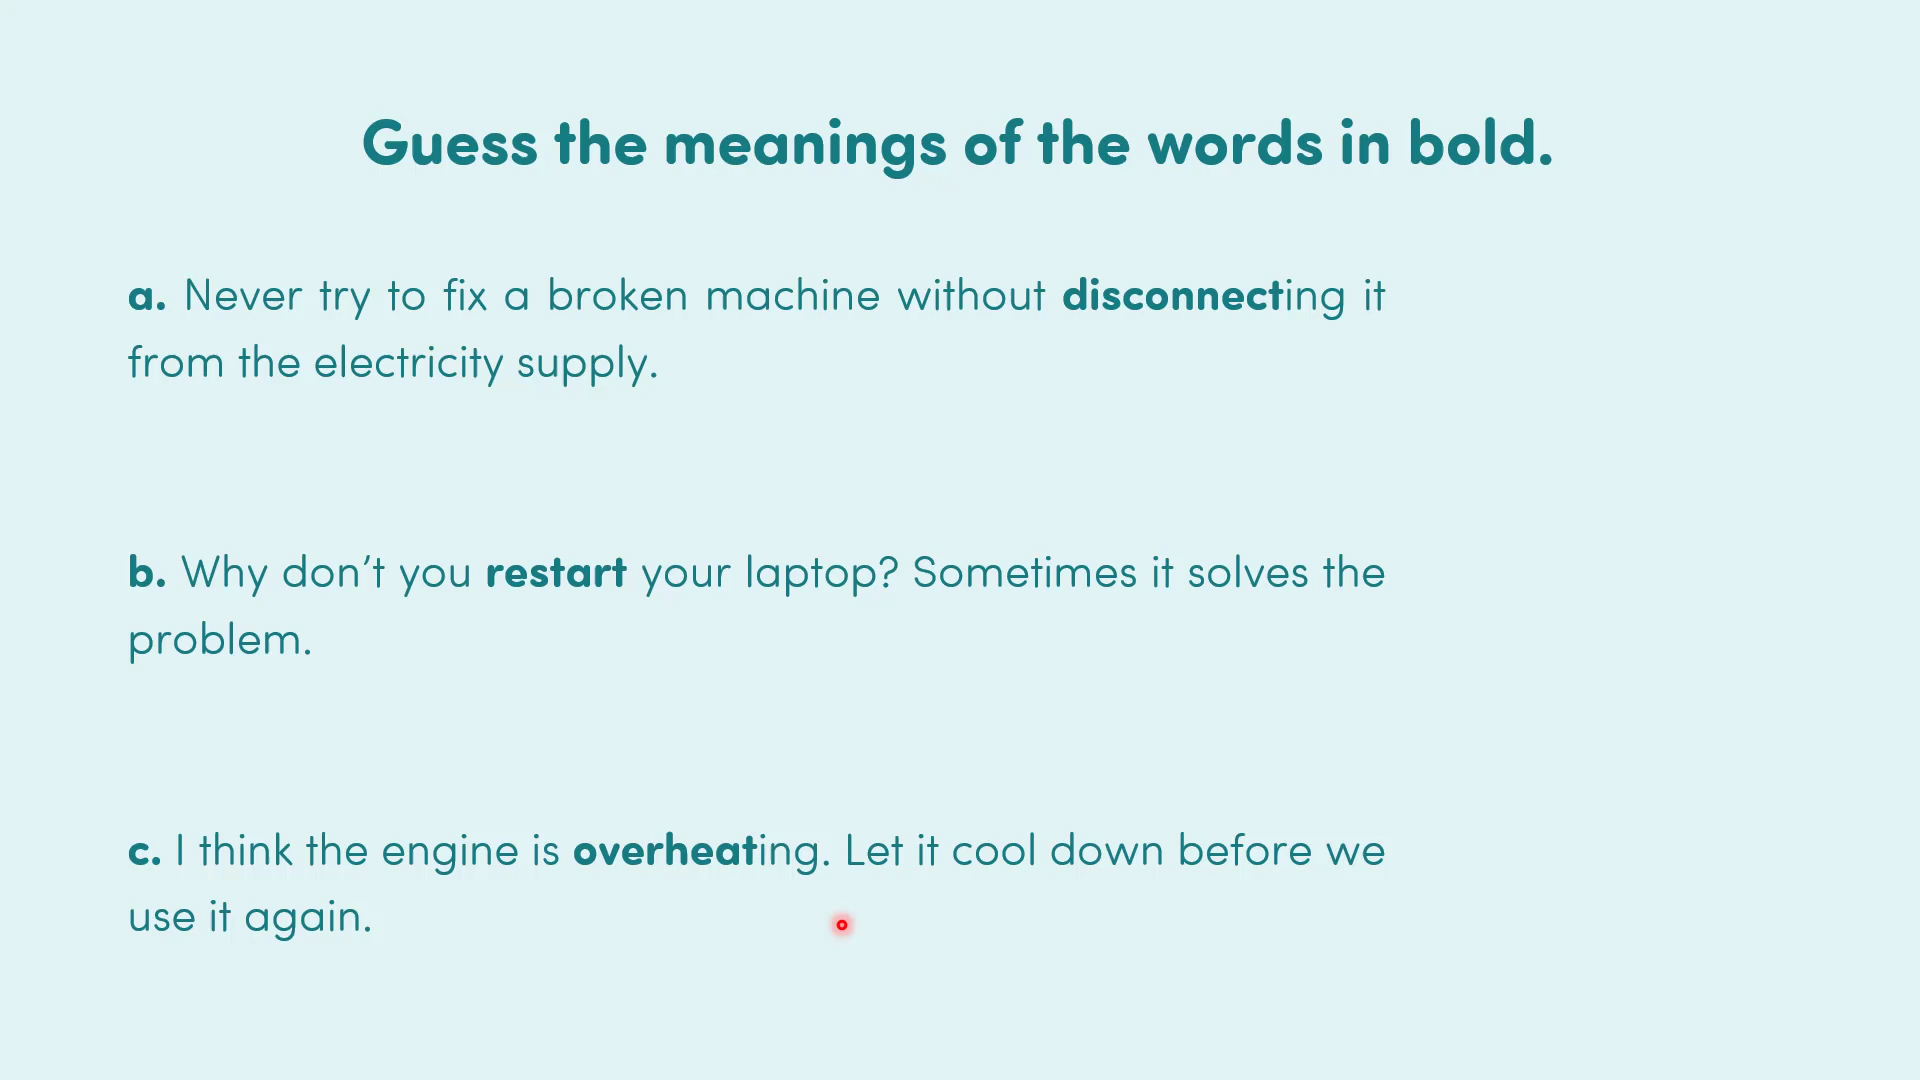 Guess the meanings of the words in bold.
a. Never try to fix a broken machine without disconnecting it
from the electricity supply.
b. Why don’t you restart your laptop? Sometimes it solves the
problem.
c. I think the engine is overheating. Let it cool down before we
use it again.